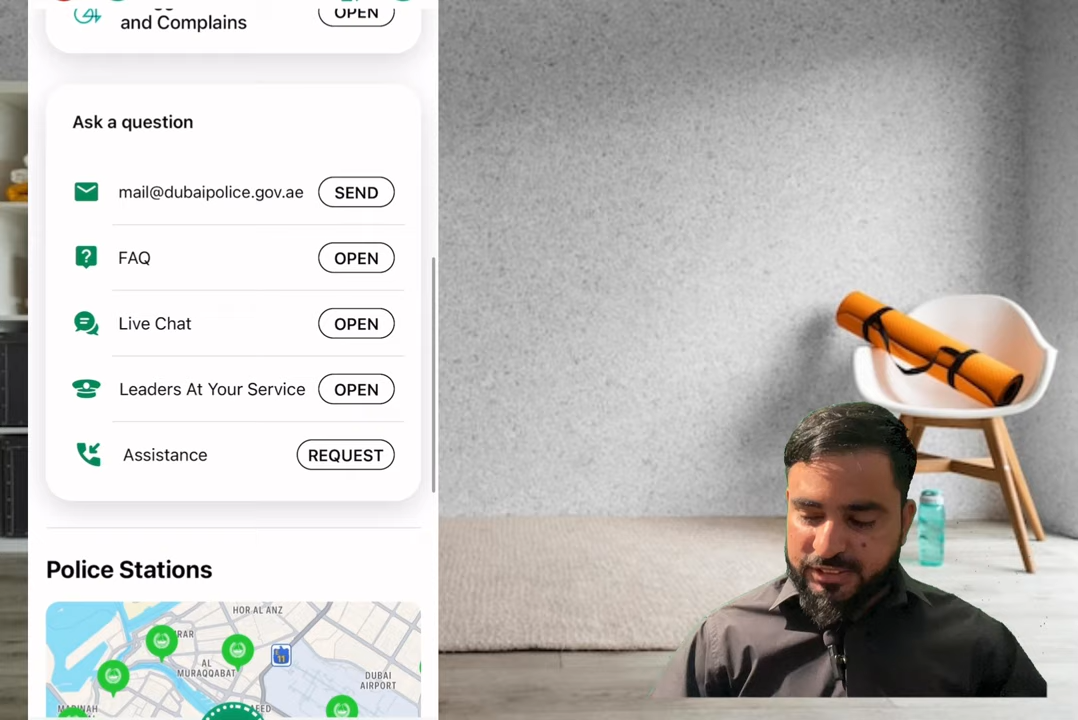 OPEN
and Complains
Ask a question
mail@dubaipolice.gov.ae SEND
FAQ OPEN
Live Chat OPEN
Leaders At Your Service OPEN
Assistance REQUEST
Police Stations
HOR AL ANZ
AL
MURAQQABAT
11
DUBAI
AIRPORT